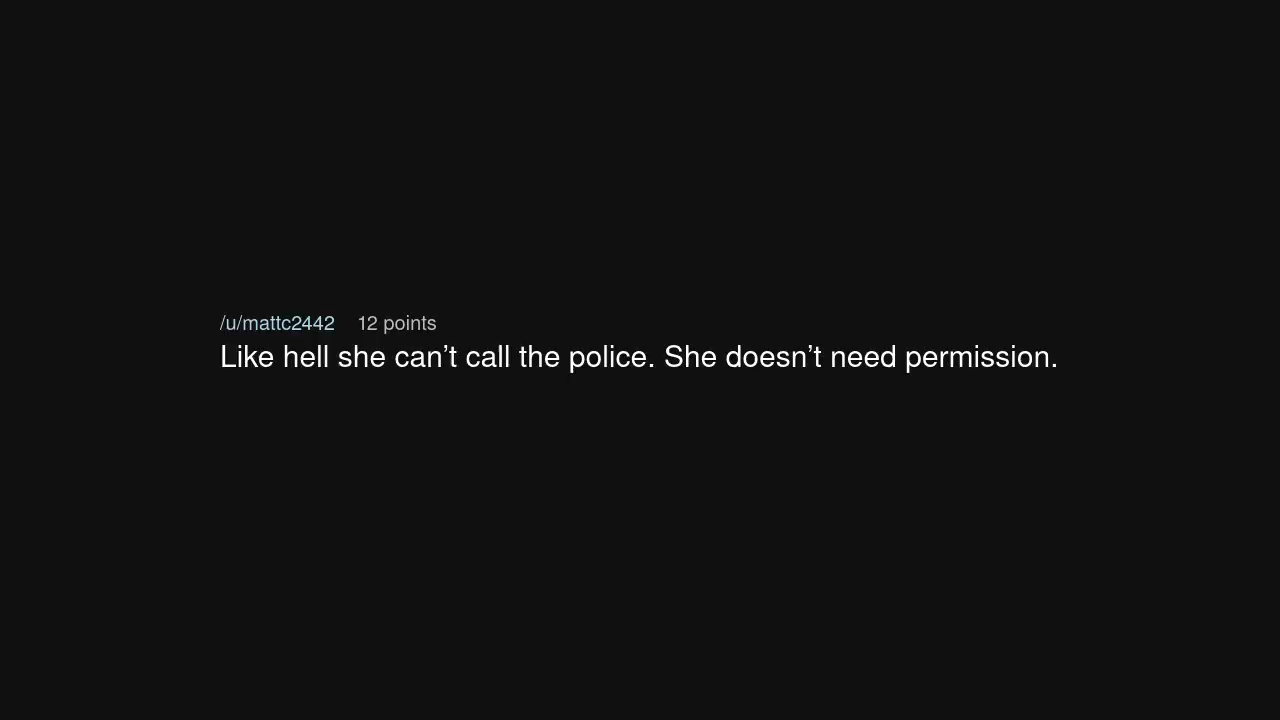 /u/mattc2442 12 points
Like hell she can’t call the police. She doesn’t need permission.